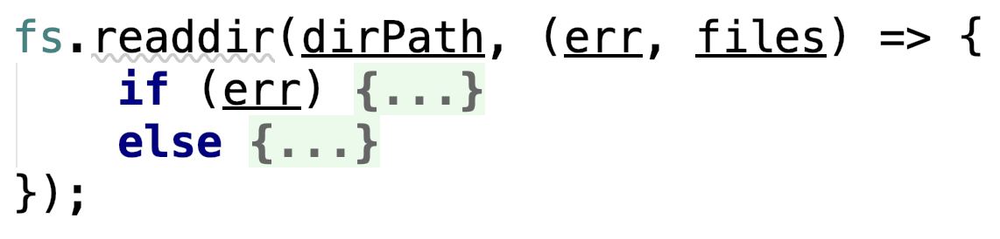 fs.readdir(dirPath, (err, files) => {
    if (err) {...}
    else {...}
});